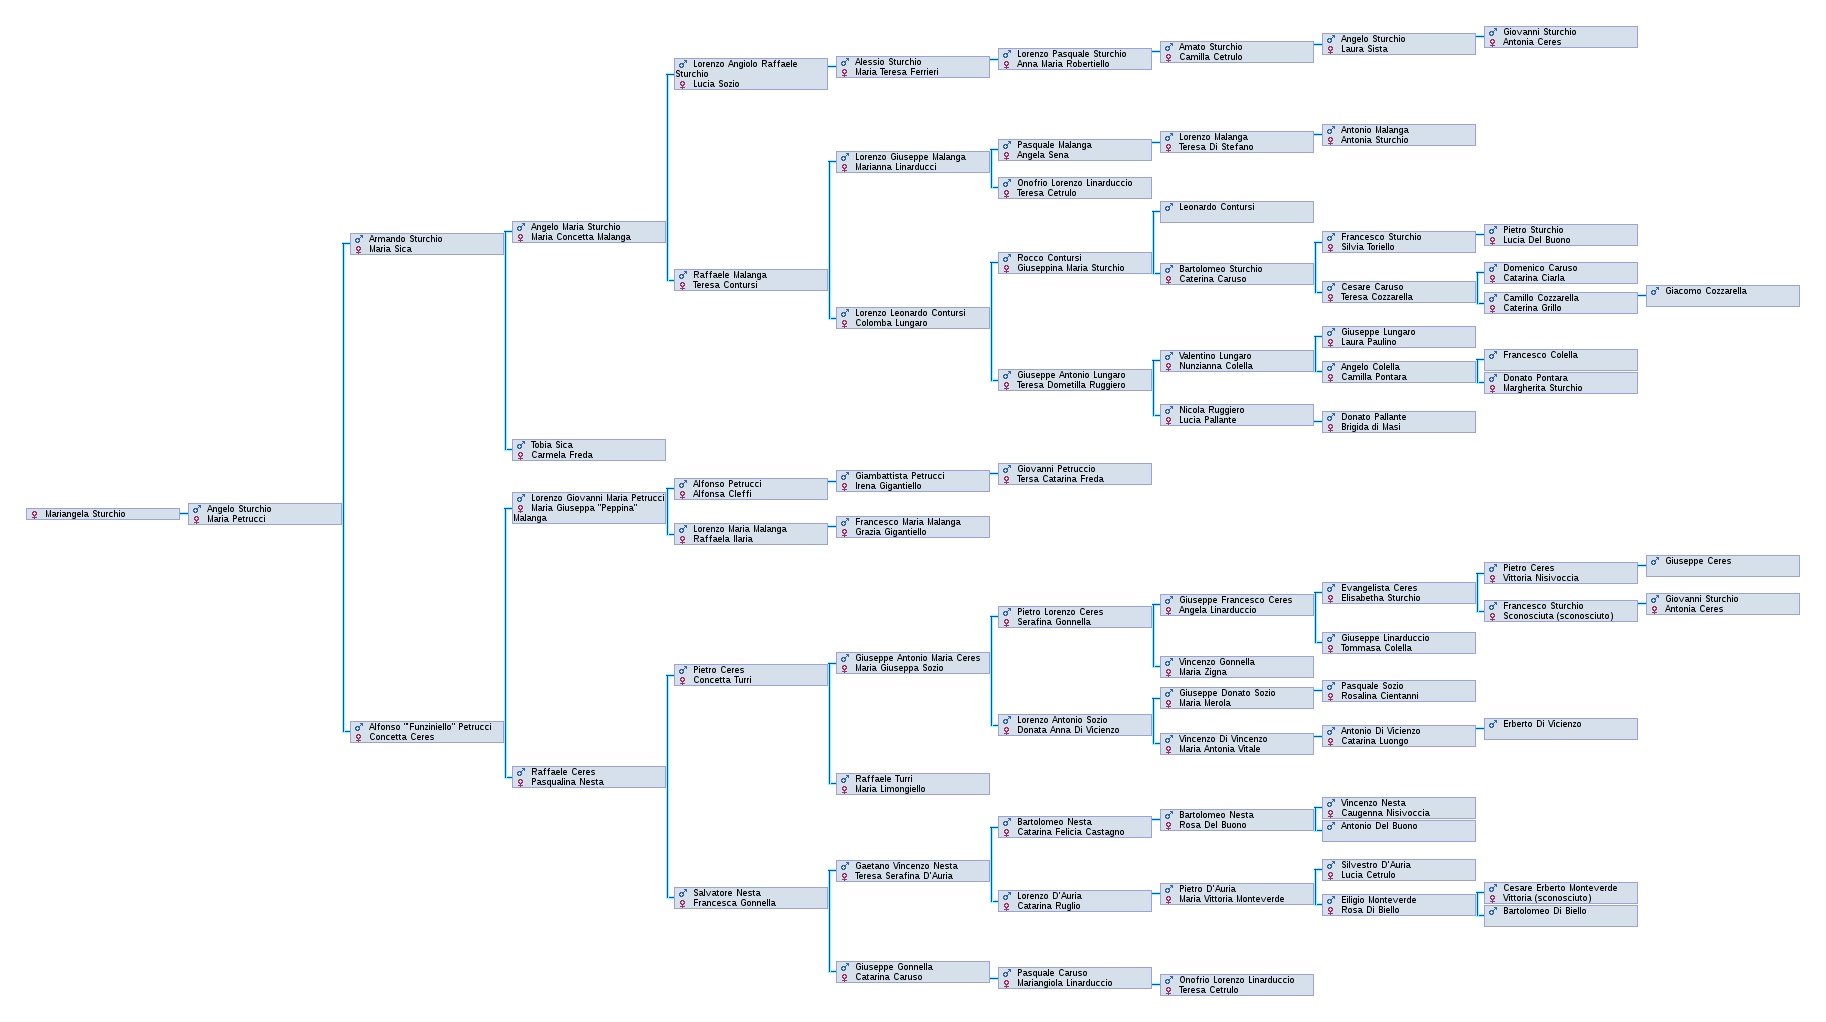 Mariangela Sturchio
Angelo Sturchio
Maria Petrucci
Armando Sturchio
Maria Sica
Alfonso "'Funziniello" Petrucci
Concetta Ceres
Angelo Maria Sturchio
Maria Concetta Malanga
Tobia Sica
Carmela Freda
Lorenzo Giovanni Maria Petrucci
Maria Giuseppa "Peppina"
Malanga
Raffaele Ceres
Pasqualina Nesta
Lorenzo Angiolo Raffaele
Sturchio
Lucia Sozio
Raffaele Malanga
Teresa Contursi
Alfonso Petrucci
Alfonsa Cleffi
Lorenzo Maria Malanga
Raffaela Ilaria
Pietro Ceres
Concetta Turri
Salvatore Nesta
Francesca Gonnella
Alessio Sturchio
Maria Teresa Ferrieri
Lorenzo Giuseppe Malanga
Marianna Linarducci
Lorenzo Leonardo Contursi
Colomba Lungaro
Giambattista Petrucci
Irena Gigantiello
Francesco Maria Malanga
Grazia Gigantiello
Giuseppe Antonio Maria Ceres
Maria Giuseppa Sozio
Raffaele Turri
Maria Limongiello
Gaetano Vincenzo Nesta
Teresa Serafina D'Auria
Giuseppe Gonnella
Catarina Caruso
Lorenzo Pasquale Sturchio
Anna Maria Robertiello
Pasquale Malanga
Angela Sena
Onofrio Lorenzo Linarduccio
Teresa Cetrulo
Rocco Contursi
Giuseppina Maria Sturchio
Giuseppe Antonio Lungaro
Teresa Dometilla Ruggiero
Giovanni Petruccio
Tersa Catarina Freda
Pietro Lorenzo Ceres
Serafina Gonnella
Lorenzo Antonio Sozio
Donata Anna Di Vicienzo
Bartolomeo Nesta
Catarina Felicia Castagno
Lorenzo D'Auria
Catarina Ruglio
Pasquale Caruso
Mariangiola Linarduccio
Amato Sturchio
Camilla Cetrulo
Lorenzo Malanga
Teresa Di Stefano
Leonardo Contursi
Bartolomeo Sturchio
Caterina Caruso
Valentino Lungaro
Nunzianna Colella
Nicola Ruggiero
Lucia Pallante
Giuseppe Francesco Ceres
Angela Linarduccio
Vincenzo Gonnella
Maria Zigna
Giuseppe Donato Sozio
Maria Merola
Vincenzo Di Vincenzo
Maria Antonia Vitale
Bartolomeo Nesta
Rosa Del Buono
Pietro D'Auria
Maria Vittoria Monteverde
Onofrio Lorenzo Linarduccio
Teresa Cetrulo
Angelo Sturchio
Laura Sista
Antonio Malanga
Antonia Sturchio
Francesco Sturchio
Silvia Toriello
Cesare Caruso
Teresa Cozzarella
Giuseppe Lungaro
Laura Paulino
Angelo Colella
Camilla Pontara
Donato Pallante
Brigida di Masi
Evangelista Ceres
Elisabetha Sturchio
Giuseppe Linarduccio
Tommasa Colella
Pasquale Sozio
Rosalina Cientanni
Antonio Di Vicienzo
Catarina Luongo
Vincenzo Nesta
Caugenna Nisivoccia
Antonio Del Buono
Silvestro D'Auria
Lucia Cetrulo
Eiligio Monteverde
Rosa Di Biello
Giovanni Sturchio
Antonia Ceres
Pietro Sturchio
Lucia Del Buono
Domenico Caruso
Catarina Ciarla
Camillo Cozzarella
Caterina Grillo
Francesco Colella
Donato Pontara
Margherita Sturchio
Pietro Ceres
Vittoria Nisivoccia
Francesco Sturchio
Sconosciuta (sconosciuto)
Erberto Di Vicienzo
Cesare Erberto Monteverde
Vittoria (sconosciuto)
Bartolomeo Di Biello
Giacomo Cozzarella
Giuseppe Ceres
Giovanni Sturchio
Antonia Ceres